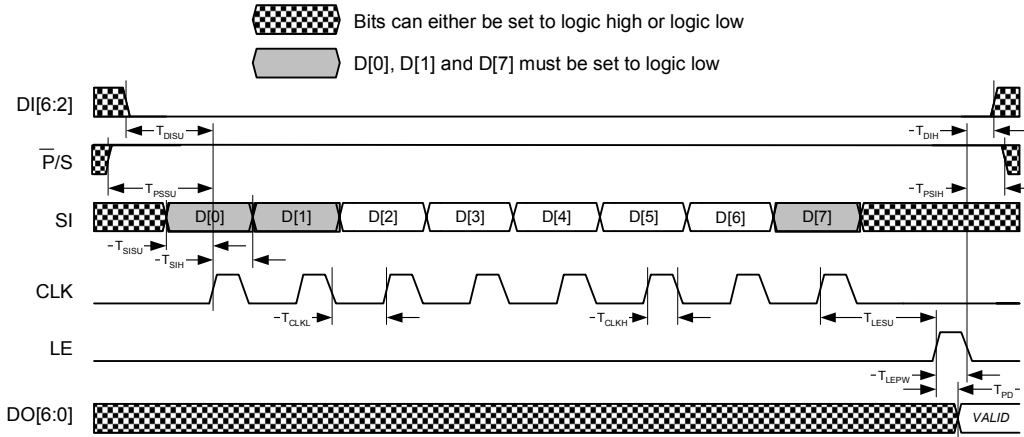 Bits can either be set to logic high or logic low
D[0], D[1] and D[7] must be set to logic low
DI[6:2]
TDISU
TDIH
P/S
TPSSU
TPSIH
SI
D[0] D[1] D[2] D[3] D[4] D[5] D[6] D[7]
TSISU
TSIH
CLK
TCLKL
TCLKH
TLESU
LE
TLEPW
TPD
DO[6:0]
VALID